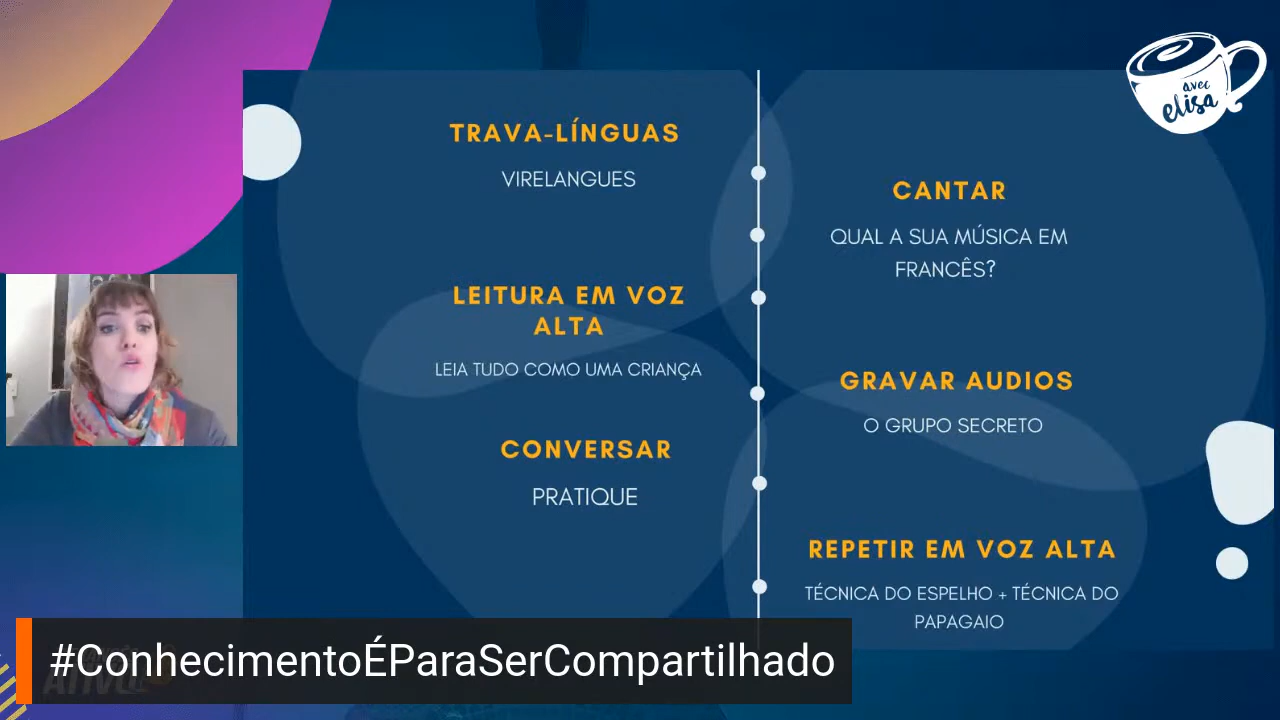 avec
elisa
TRAVA-LÍNGUAS
VIRELANGUES
CANTAR
QUAL A SUA MÚSICA EM
FRANCÊS?
LEITURA EM VOZ
ALTA
LEIA TUDO COMO UMA CRIANÇA
GRAVAR AUDIOS
O GRUPO SECRETO
CONVERSAR
PRATIQUE
REPETIR EM VOZ ALTA
TÉCNICA DO ESPELHO + TÉCNICA DO
PAPAGAIO
#ConhecimentoÉParaSerCompartilhado